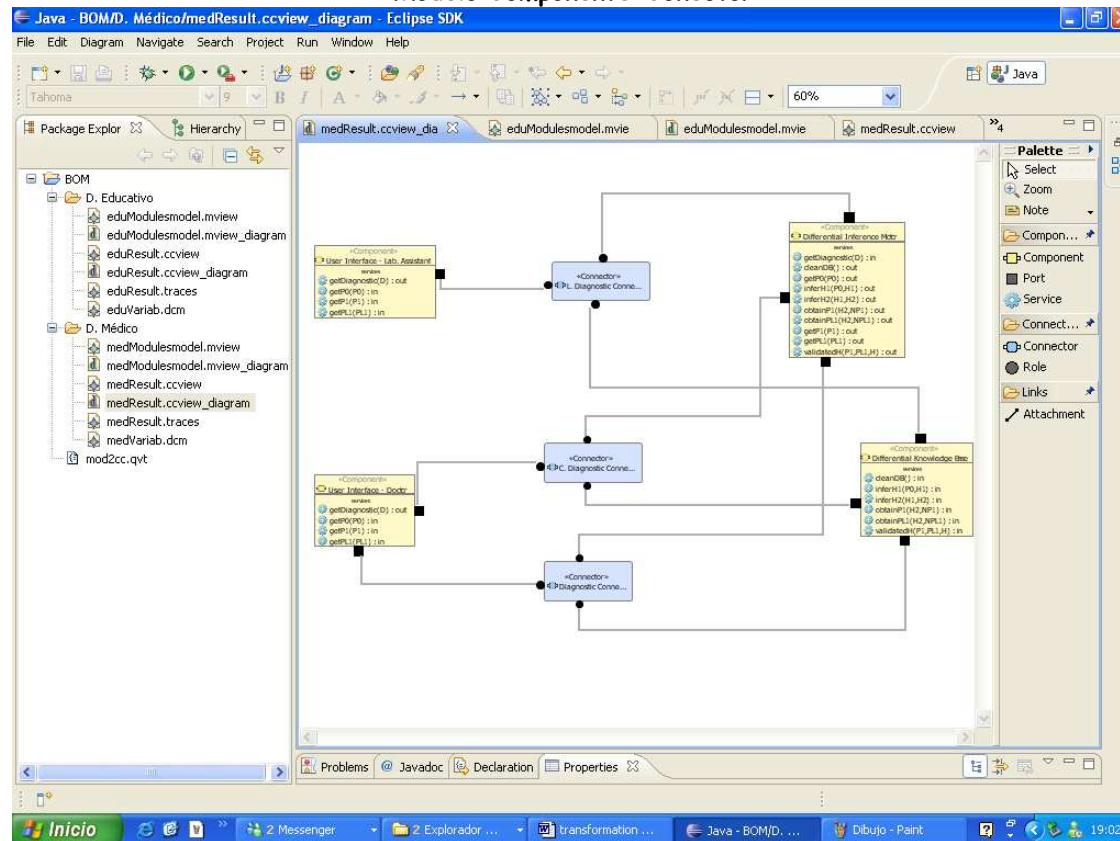 Java - BOM/D. Médico/medResult.ccview_diagram - Eclipse SDK
File Edit Diagram Navigate Search Project Run Window Help
Java
Tahoma 9 B I A 60%
Package Explor Hierarchy
medResult.ccview_dia eduModulesmodel.mvie eduModulesmodel.mvie medResult.ccview 4
BOM
D. Educativo
eduModulesmodel.mview
eduModulesmodel.mview_diagram
eduResult.ccview
eduResult.ccview_diagram
eduResult.traces
eduVariab.dcm
D. Médico
medModulesmodel.mview
medModulesmodel.mview_diagram
medResult.ccview
medResult.ccview_diagram
medResult.traces
medVariab.dcm
mod2cc.qvt
«Component»
User Interface - Lab. Assistant
services
getDiagnostic(D) : out
getP0(P0) : in
getP1(P1) : in
getPL1(PL1) : in
«Connector»
L. Diagnostic Conne...
«Component»
Differential Inference Motor
services
getDiagnostic(D) : in
cleanDB() : out
getP0(P0) : out
inferH1(P0,H1) : out
inferH2(H1,H2) : out
obtainP1(H2,NP1) : out
obtainPL1(H2,NPL1) : out
getP1(P1) : out
getPL1(PL1) : out
validatedH(P1,PL1,H) : out
«Connector»
C. Diagnostic Conne...
«Component»
User Interface - Doctor
services
getDiagnostic(D) : out
getP0(P0) : in
getP1(P1) : in
getPL1(PL1) : in
«Component»
Differential Knowledge Base
services
cleanDB() : in
inferH1(P0,H1) : in
inferH2(H1,H2) : in
obtainP1(H2,NP1) : in
obtainPL1(H2,NPL1) : in
validatedH(P1,PL1,H) : in
«Connector»
Diagnostic Conne...
Palette
Select
Zoom
Note
Compon...
Component
Port
Service
Connect...
Connector
Role
Links
Attachment
Problems @ Javadoc Declaration Properties
Inicio 2 Messenger 2 Explorador ... transformation ... Java - BOM/D. ... Dibujo - Paint 19:02